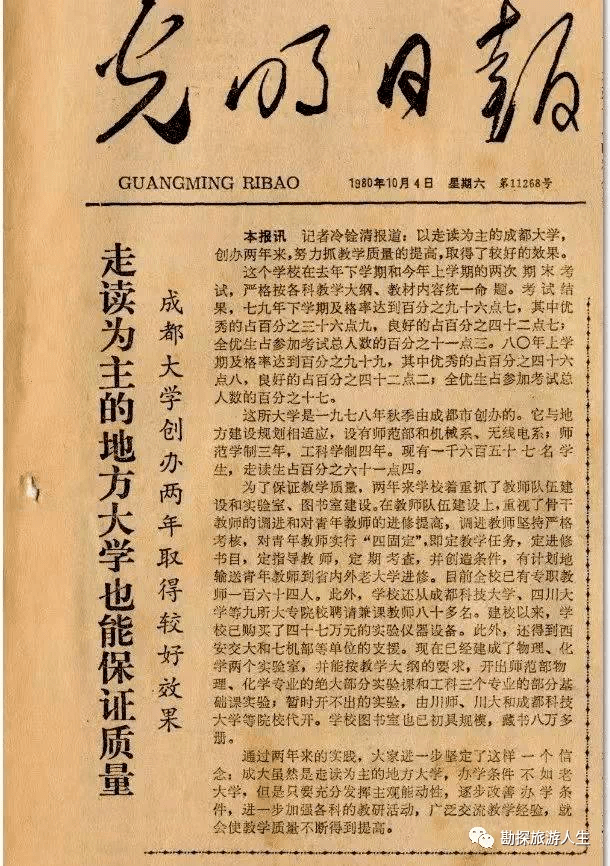 光明日报
GUANGMING RIBAO
1980年10月4日 星期六 第11268号
走读为主的地方大学也能保证质量
成都大学创办两年取得较好效果
本报讯 记者冷铨清报道：以走读为主的成都大学，
创办两年来，努力抓教学质量的提高，取得了较好的效果。
这个学校在去年下学期和今年上学期的两次期末考
试，严格按各科教学大纲、教材内容统一命题。考试结
果，七九年下学期及格率达到百分之九十六点七，其中优
秀的占百分之三十六点九，良好的占百分之四十二点七；
全优生占参加考试总人数的百分之十一点三。八〇年上学
期及格率达到百分之九十九，其中优秀的占百分之四十六
点八，良好的占百分之四十二点二；全优生占参加考试总
人数的百分之十七。
这所大学是一九七八年秋季由成都市创办的。它与地
方建设规划相适应，设有师范部和机械系、无线电系；师
范学制三年，工科学制四年。现有一千六百五十七名学
生，走读生占百分之六十一点四。
为了保证教学质量，两年来学校着重抓了教师队伍建
设和实验室、图书室建设。在教师队伍建设上，重视了骨干
教师的调进和对青年教师的进修提高，调进教师坚持严格
考核，对青年教师实行“四固定”，即定教学任务，定进修
书目，定指导教师，定期考查，并创造条件，有计划地
输送青年教师到省内外老大学进修。目前全校已有专职教
师一百六十四人。此外，学校还从成都科技大学、四川大
学等九所大专院校聘请兼课教师八十多名。建校以来，学
校已购买了四十七万元的实验仪器设备。此外，还得到西
安交大和七机部等单位的支援。现在已经建成了物理、化
学两个实验室，并能按教学大纲的要求，开出师范部物
理、化学专业的绝大部分实验课和工科三个专业的部分基
础课实验；暂时开不出的实验，由川师、川大和成都科技
大学等院校代开。学校图书室也已初具规模，藏书八万多
册。
通过两年来的实践，大家进一步坚定了这样一个信
念：成大虽然是走读为主的地方大学，办学条件不如老
大学，但是只要充分发挥主观能动性，逐步改善办学条
件，进一步加强各科的教研活动，广泛交流教学经验，就
会使教学质量不断得到提高。
勘探旅游人生